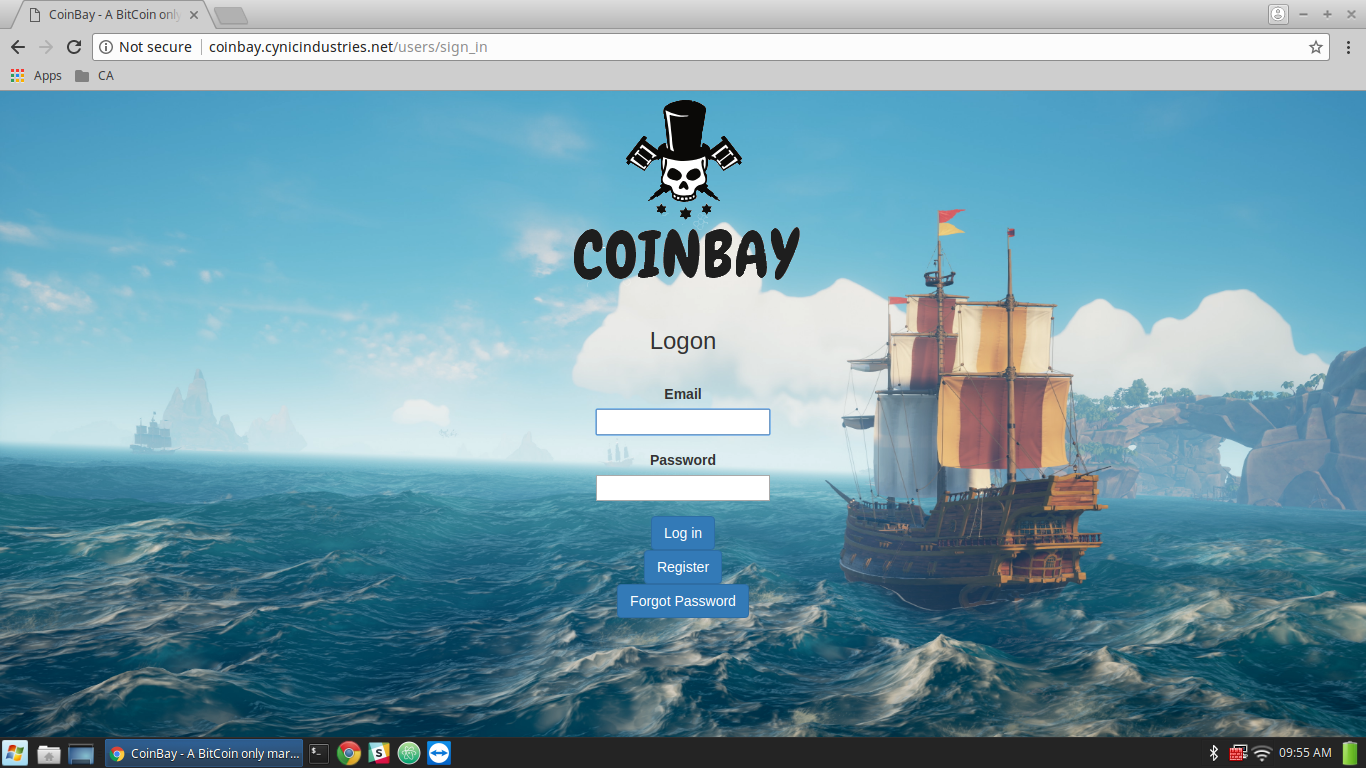 CoinBay - A BitCoin only
Not secure
coinbay.cynicindustries.net/users/sign_in
Apps
CA
COINBAY
Logon
Email
Password
Log in
Register
Forgot Password
CoinBay - A BitCoin only mar...
09:55 AM